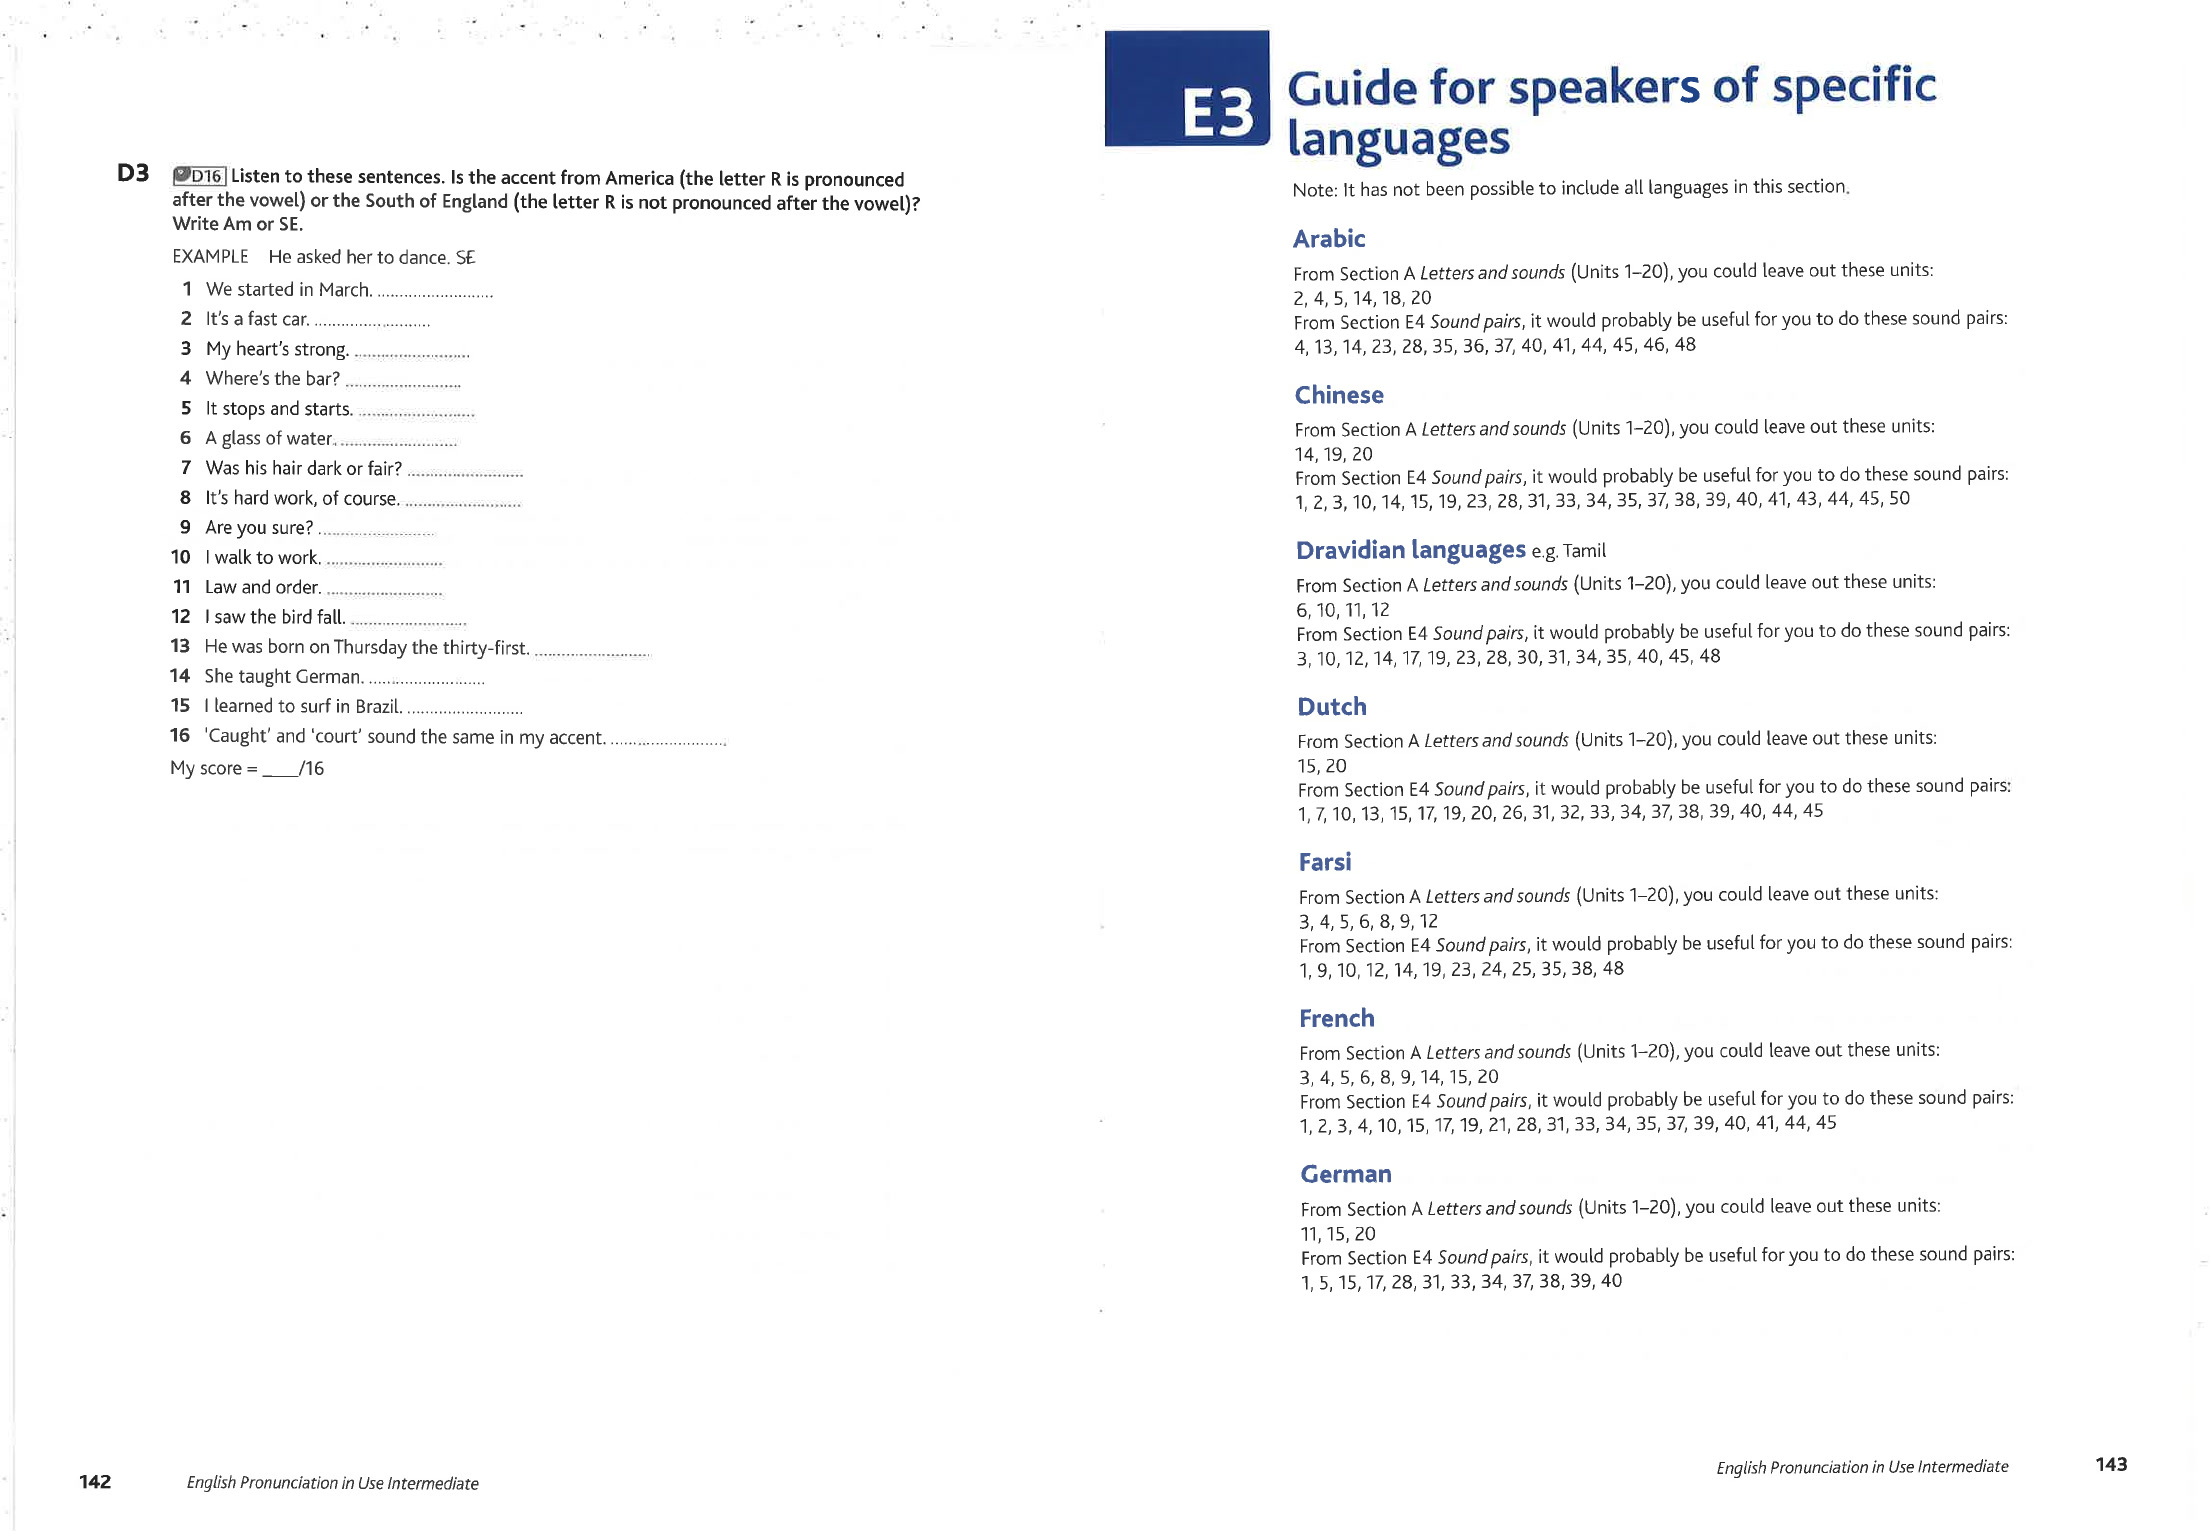 D3 D16 Listen to these sentences. Is the accent from America (the letter R is pronounced
after the vowel) or the South of England (the letter R is not pronounced after the vowel)?
Write Am or SE.
EXAMPLE He asked her to dance. SE
1 We started in March. ..........................
2 It's a fast car. ..........................
3 My heart's strong. ..........................
4 Where's the bar? ..........................
5 It stops and starts. ..........................
6 A glass of water. ..........................
7 Was his hair dark or fair? ..........................
8 It's hard work, of course. ..........................
9 Are you sure? ..........................
10 I walk to work. ..........................
11 Law and order. ..........................
12 I saw the bird fall. ..........................
13 He was born on Thursday the thirty-first. ..........................
14 She taught German. ..........................
15 I learned to surf in Brazil. ..........................
16 'Caught' and 'court' sound the same in my accent. ..........................
My score = ____/16
142 English Pronunciation in Use Intermediate
E3 Guide for speakers of specific
languages
Note: It has not been possible to include all languages in this section.
Arabic
From Section A Letters and sounds (Units 1–20), you could leave out these units:
2, 4, 5, 14, 18, 20
From Section E4 Sound pairs, it would probably be useful for you to do these sound pairs:
4, 13, 14, 23, 28, 35, 36, 37, 40, 41, 44, 45, 46, 48
Chinese
From Section A Letters and sounds (Units 1–20), you could leave out these units:
14, 19, 20
From Section E4 Sound pairs, it would probably be useful for you to do these sound pairs:
1, 2, 3, 10, 14, 15, 19, 23, 28, 31, 33, 34, 35, 37, 38, 39, 40, 41, 43, 44, 45, 50
Dravidian languages e.g. Tamil
From Section A Letters and sounds (Units 1–20), you could leave out these units:
6, 10, 11, 12
From Section E4 Sound pairs, it would probably be useful for you to do these sound pairs:
3, 10, 12, 14, 17, 19, 23, 28, 30, 31, 34, 35, 40, 45, 48
Dutch
From Section A Letters and sounds (Units 1–20), you could leave out these units:
15, 20
From Section E4 Sound pairs, it would probably be useful for you to do these sound pairs:
1, 7, 10, 13, 15, 17, 19, 20, 26, 31, 32, 33, 34, 37, 38, 39, 40, 44, 45
Farsi
From Section A Letters and sounds (Units 1–20), you could leave out these units:
3, 4, 5, 6, 8, 9, 12
From Section E4 Sound pairs, it would probably be useful for you to do these sound pairs:
1, 9, 10, 12, 14, 19, 23, 24, 25, 35, 38, 48
French
From Section A Letters and sounds (Units 1–20), you could leave out these units:
3, 4, 5, 6, 8, 9, 14, 15, 20
From Section E4 Sound pairs, it would probably be useful for you to do these sound pairs:
1, 2, 3, 4, 10, 15, 17, 19, 21, 28, 31, 33, 34, 35, 37, 39, 40, 41, 44, 45
German
From Section A Letters and sounds (Units 1–20), you could leave out these units:
11, 15, 20
From Section E4 Sound pairs, it would probably be useful for you to do these sound pairs:
1, 5, 15, 17, 28, 31, 33, 34, 37, 38, 39, 40
English Pronunciation in Use Intermediate 143